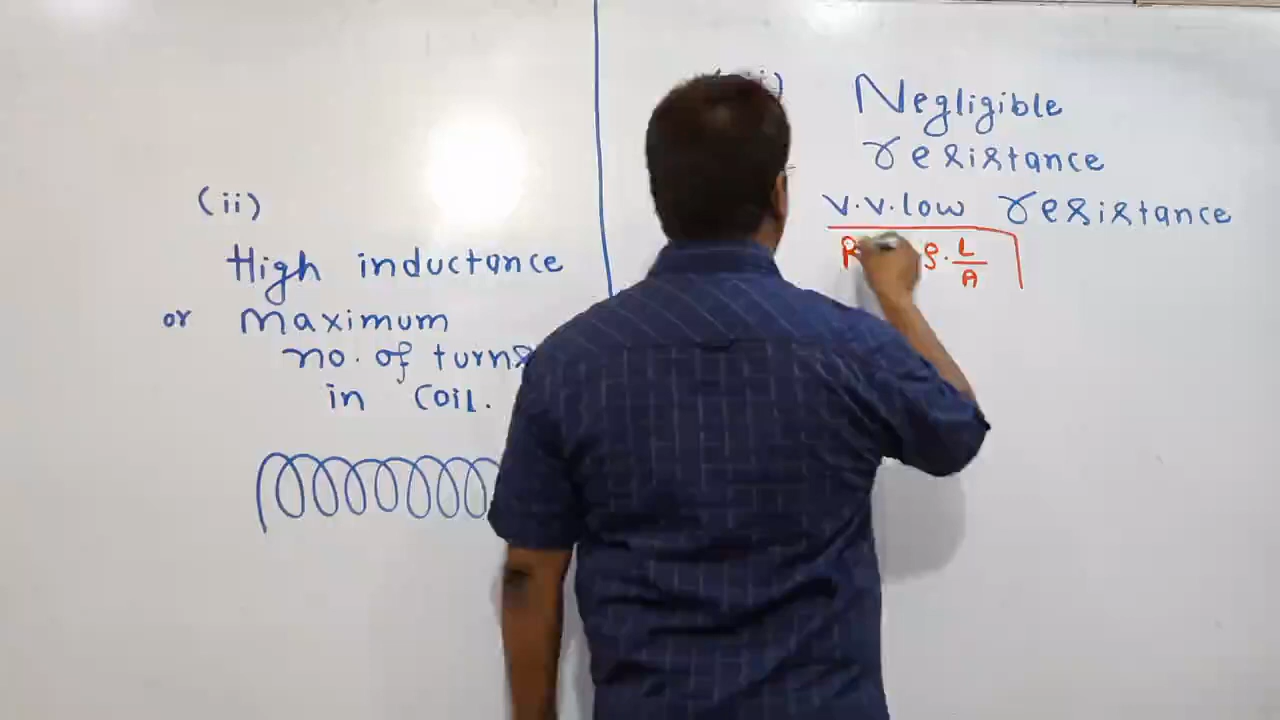 (ii)
High inductance
or maximum
no. of turns
in coil.
Negligible
resistance
v.v.low resistance
R ρ. L/A